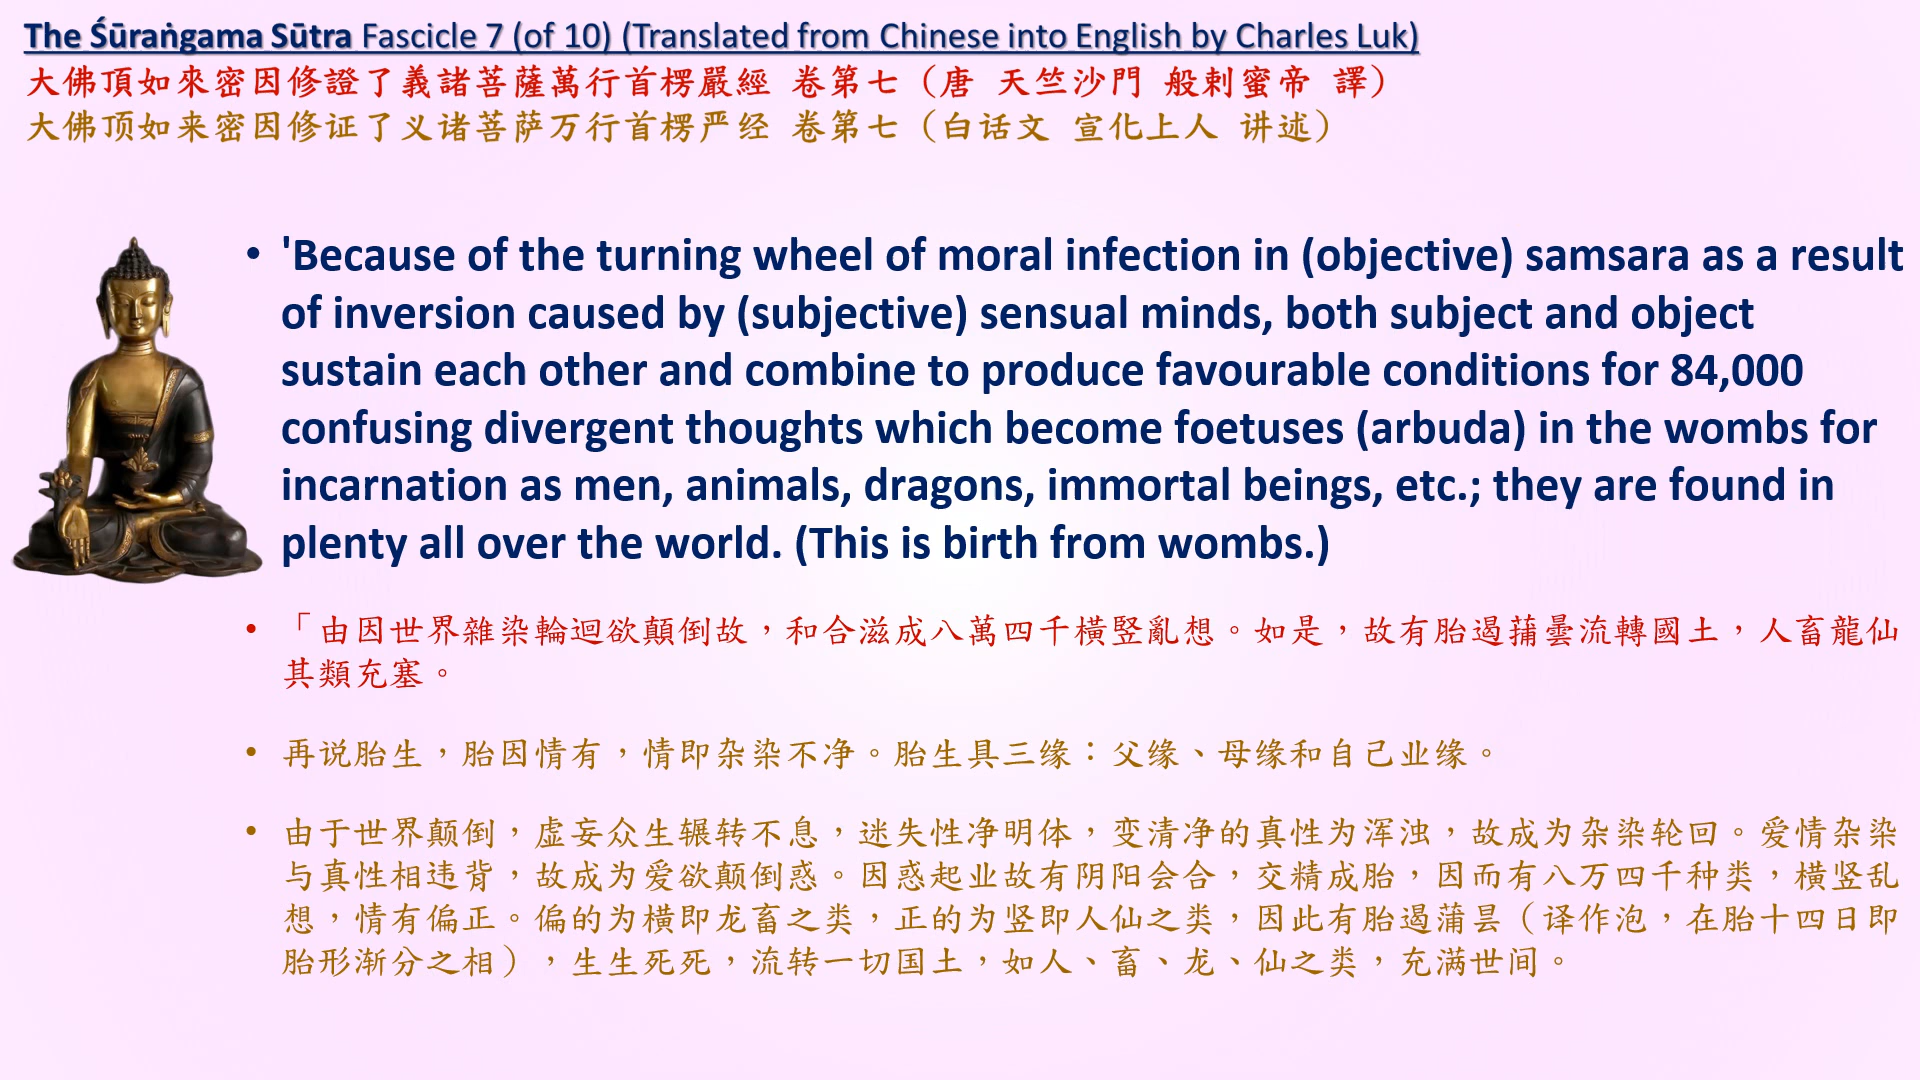 The Śūraṅgama Sūtra Fascicle 7 (of 10) (Translated from Chinese into English by Charles Luk)
大佛頂如來密因修證了義諸菩薩萬行首楞嚴經 卷第七（唐 天竺沙門 般剌蜜帝 譯）
大佛顶如来密因修证了义诸菩萨万行首楞严经 卷第七（白话文 宣化上人 讲述）
• 'Because of the turning wheel of moral infection in (objective) samsara as a result
of inversion caused by (subjective) sensual minds, both subject and object
sustain each other and combine to produce favourable conditions for 84,000
confusing divergent thoughts which become foetuses (arbuda) in the wombs for
incarnation as men, animals, dragons, immortal beings, etc.; they are found in
plenty all over the world. (This is birth from wombs.)
• 「由因世界雜染輪迴欲顛倒故，和合滋成八萬四千橫竪亂想。如是，故有胎遏蒱曇流轉國土，人畜龍仙
其類充塞。
• 再说胎生，胎因情有，情即杂染不净。胎生具三缘：父缘、母缘和自己业缘。
• 由于世界颠倒，虚妄众生辗转不息，迷失性净明体，变清净的真性为浑浊，故成为杂染轮回。爱情杂染
与真性相违背，故成为爱欲颠倒惑。因惑起业故有阴阳会合，交精成胎，因而有八万四千种类，横竖乱
想，情有偏正。偏的为横即龙畜之类，正的为竖即人仙之类，因此有胎遏蒲昙（译作泡，在胎十四日即
胎形渐分之相），生生死死，流转一切国土，如人、畜、龙、仙之类，充满世间。